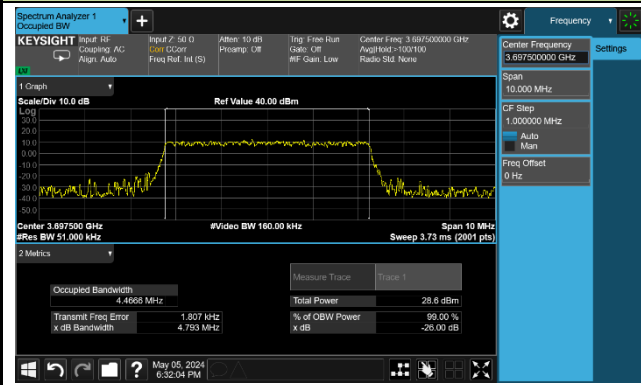 Spectrum Analyzer 1
Occupied BW
+
Frequency
KEYSIGHT
Input: RF
Coupling: AC
Align: Auto
Input Z: 50 Ω
Corr CCorr
Freq Ref: Int (S)
Atten: 10 dB
Preamp: Off
Trig: Free Run
Gate: Off
#IF Gain: Low
Center Freq: 3.697500000 GHz
Avg|Hold:>100/100
Radio Std: None
Center Frequency
3.697500000 GHz
Settings
Span
10.000 MHz
CF Step
1.000000 MHz
Auto
Man
Freq Offset
0 Hz
1 Graph
Scale/Div 10.0 dB
Ref Value 40.00 dBm
Log
30.0
20.0
10.0
0.00
-10.0
-20.0
-30.0
-40.0
-50.0
Center 3.697500 GHz
#Video BW 160.00 kHz
Span 10 MHz
#Res BW 51.000 kHz
Sweep 3.73 ms (2001 pts)
2 Metrics
Measure Trace
Trace 1
Occupied Bandwidth
4.4666 MHz
Total Power
28.6 dBm
Transmit Freq Error
1.807 kHz
% of OBW Power
99.00 %
x dB Bandwidth
4.793 MHz
x dB
-26.00 dB
?
May 05, 2024
6:32:04 PM